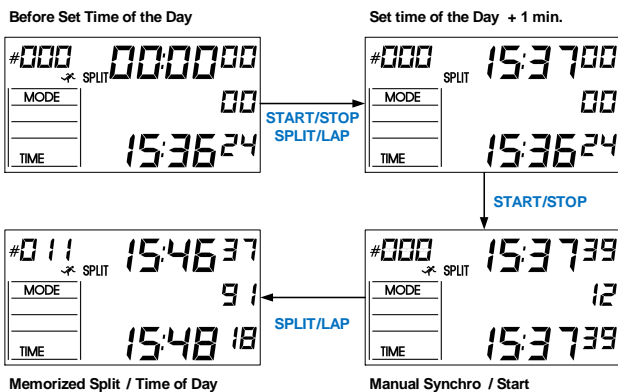 Before Set Time of the Day
#000 SPLIT 00:00 00
MODE 00
TIME 15:36 24
START/STOP
SPLIT/LAP
Set time of the Day + 1 min.
#000 SPLIT 15:37 00
MODE 00
TIME 15:36 24
START/STOP
#011 SPLIT 15:46 37
MODE 91
TIME 15:48 18
Memorized Split / Time of Day
SPLIT/LAP
#000 SPLIT 15:37 39
MODE 12
TIME 15:37 39
Manual Synchro / Start